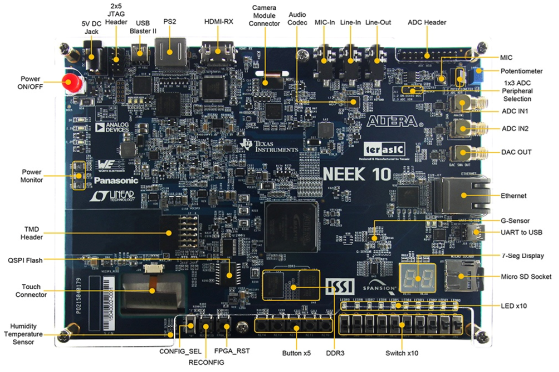 2x5
JTAG
Header
5V DC
Jack
USB
Blaster II
PS2
HDMI-RX
Camera
Module
Connector
Audio
Codec
MIC-In
Line-In
Line-Out
ADC Header
MIC
Potentiometer
1x3 ADC
Peripheral
Selection
ADC IN1
ADC IN2
DAC OUT
Ethernet
G-Sensor
UART to USB
7-Seg Display
Micro SD Socket
LED x10
Power
ON/OFF
Power
Monitor
TMD
Header
QSPI Flash
Touch
Connector
Humidity
Temperature
Sensor
CONFIG_SEL
RECONFIG
FPGA_RST
Button x5
DDR3
Switch x10
ANALOG
DEVICES
WE
Panasonic
LINEAR
TEXAS
INSTRUMENTS
ALTERA
terasic
NEEK 10
ISSI
SPANSION